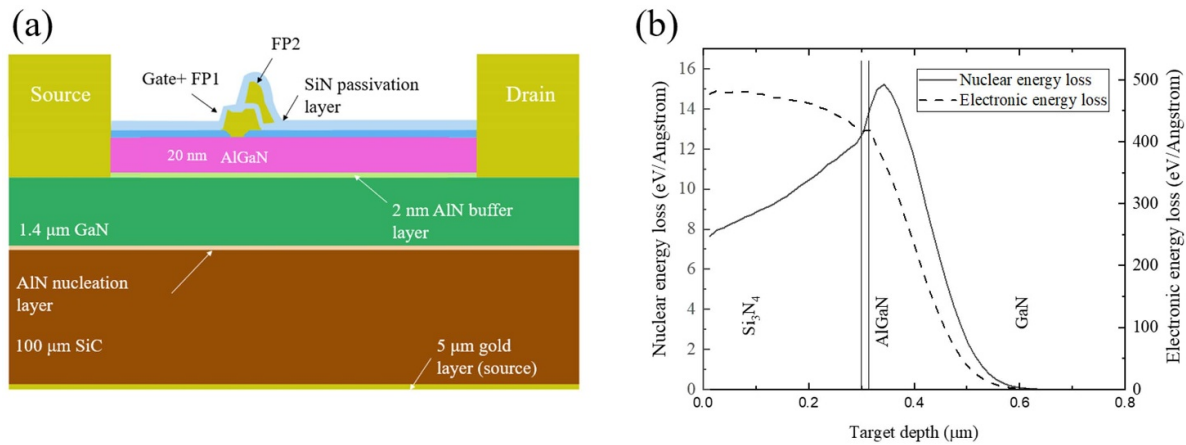 (a)
FP2
Gate+ FP1
SiN passivation
layer
Source
Drain
20 nm
AlGaN
2 nm AlN buffer
layer
1.4 μm GaN
AlN nucleation
layer
100 μm SiC
5 μm gold
layer (source)
(b)
Nuclear energy loss
Electronic energy loss
Nuclear energy loss (eV/Angstrom)
16
14
12
10
8
6
4
2
0
Si3N4
AlGaN
GaN
500
400
300
200
100
0
Electronic energy loss (eV/Angstrom)
0.0 0.2 0.4 0.6 0.8
Target depth (μm)